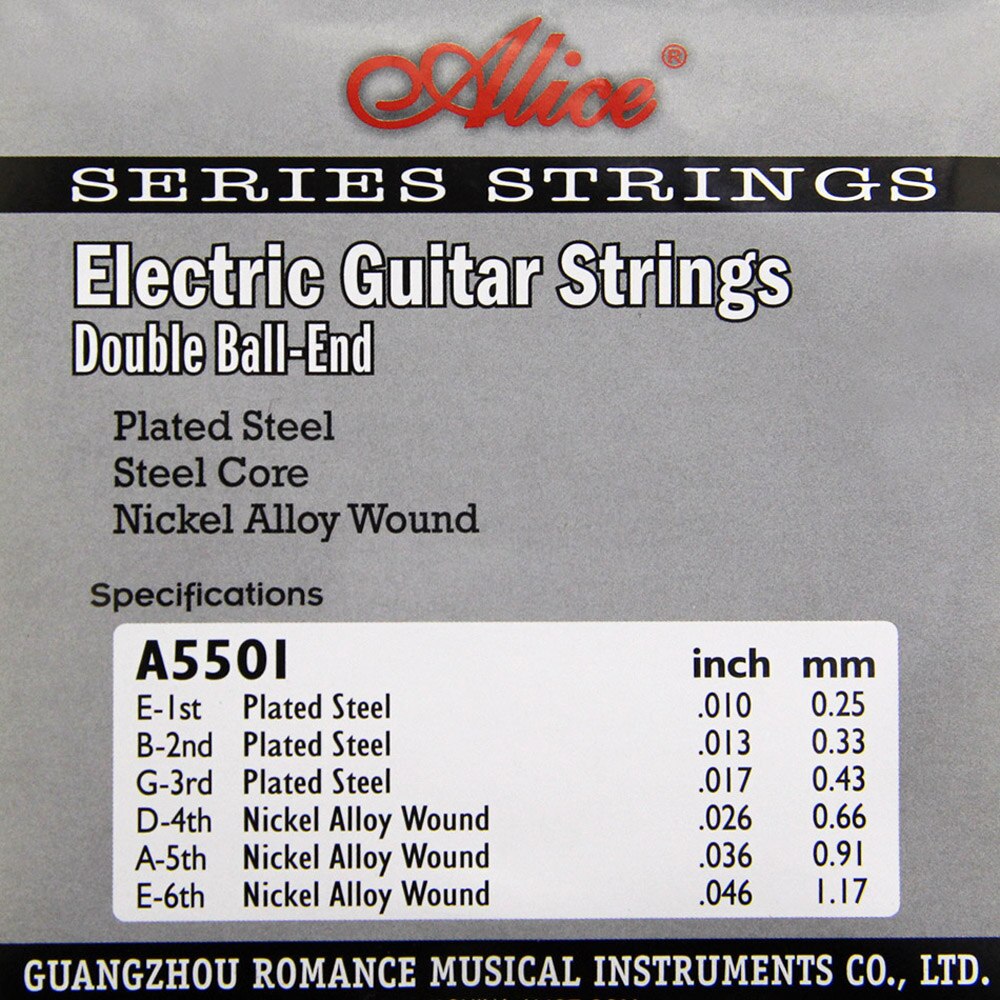 Alice®
SERIES STRINGS
Electric Guitar Strings
Double Ball-End
Plated Steel
Steel Core
Nickel Alloy Wound
Specifications
A5501 inch mm
E-1st Plated Steel .010 0.25
B-2nd Plated Steel .013 0.33
G-3rd Plated Steel .017 0.43
D-4th Nickel Alloy Wound .026 0.66
A-5th Nickel Alloy Wound .036 0.91
E-6th Nickel Alloy Wound .046 1.17
GUANGZHOU ROMANCE MUSICAL INSTRUMENTS CO., LTD.